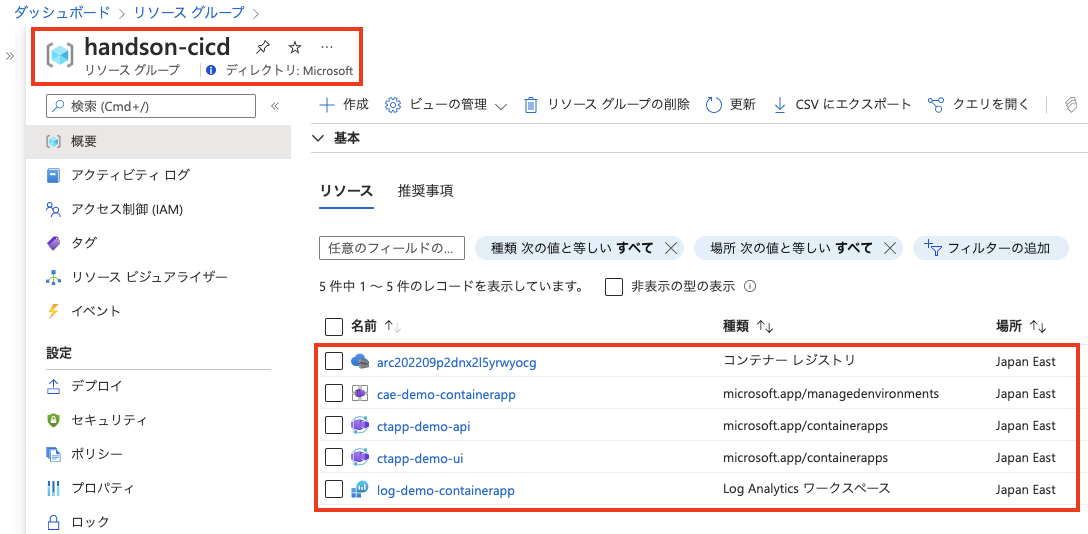 ダッシュボード > リソース グループ >
»
handson-cicd
リソース グループ ディレクトリ: Microsoft
検索 (Cmd+/) «
作成 ビューの管理 リソース グループの削除 更新 CSV にエクスポート クエリを開く
概要
アクティビティ ログ
アクセス制御 (IAM)
タグ
リソース ビジュアライザー
イベント
設定
デプロイ
セキュリティ
ポリシー
プロパティ
ロック
基本
リソース 推奨事項
任意のフィールドの... 種類 次の値と等しい すべて 場所 次の値と等しい すべて フィルターの追加
5 件中 1 ～ 5 件のレコードを表示しています。 非表示の型の表示
名前 ↑↓ 種類 ↑↓ 場所 ↑↓
arc202209p2dnx2l5yrwyocg コンテナー レジストリ Japan East
cae-demo-containerapp microsoft.app/managedenvironments Japan East
ctapp-demo-api microsoft.app/containerapps Japan East
ctapp-demo-ui microsoft.app/containerapps Japan East
log-demo-containerapp Log Analytics ワークスペース Japan East